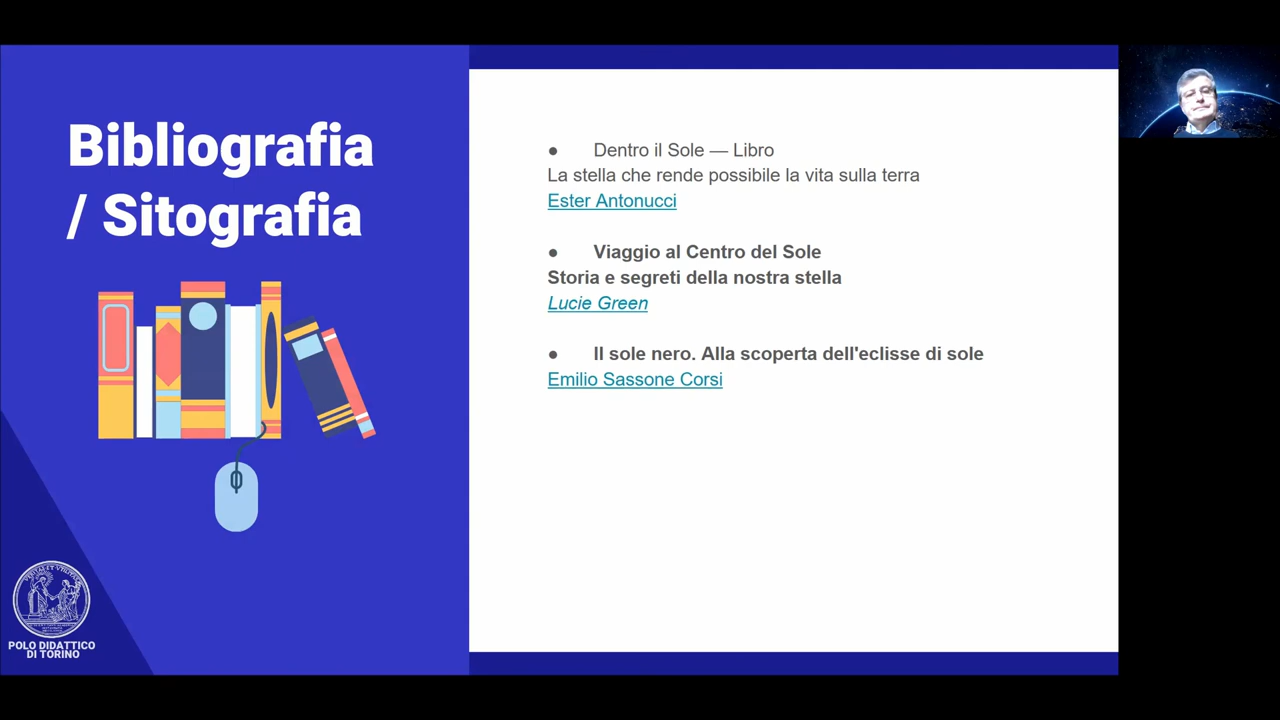 Bibliografia
/ Sitografia
● Dentro il Sole — Libro
La stella che rende possibile la vita sulla terra
Ester Antonucci
● Viaggio al Centro del Sole
Storia e segreti della nostra stella
Lucie Green
● Il sole nero. Alla scoperta dell'eclisse di sole
Emilio Sassone Corsi
POLO DIDATTICO
DI TORINO